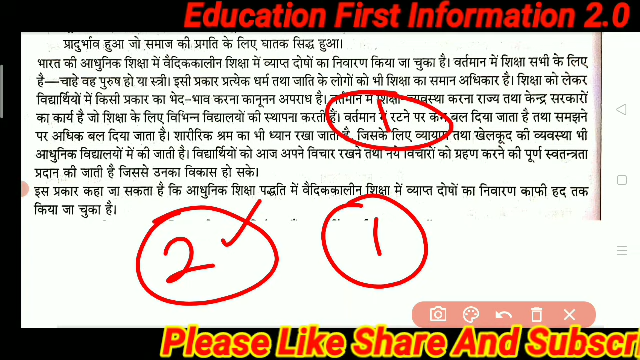 Education First Information 2.0
प्रादुर्भाव हुआ जो समाज की प्रगति के लिए घातक सिद्ध हुआ।
भारत की आधुनिक शिक्षा में वैदिककालीन शिक्षा में व्याप्त दोषों का निवारण किया जा चुका है। वर्तमान में शिक्षा सभी के लिए
है—चाहे वह पुरुष हो या स्त्री। इसी प्रकार प्रत्येक धर्म तथा जाति के लोगों को भी शिक्षा का समान अधिकार है। शिक्षा को लेकर
विद्यार्थियों में किसी प्रकार का भेद-भाव करना कानूनन अपराध है। वर्तमान में शिक्षा व्यवस्था करना राज्य तथा केन्द्र सरकारों
का कार्य है जो शिक्षा के लिए विभिन्न विद्यालयों की स्थापना करती हैं। वर्तमान में रटने पर कम बल दिया जाता है तथा समझने
पर अधिक बल दिया जाता है। शारीरिक श्रम का भी ध्यान रखा जाता है, जिसके लिए व्यायाम तथा खेलकूद की व्यवस्था भी
आधुनिक विद्यालयों में की जाती है। विद्यार्थियों को आज अपने विचार रखने तथा नये विचारों को ग्रहण करने की पूर्ण स्वतन्त्रता
प्रदान की जाती है जिससे उनका विकास हो सके।
इस प्रकार कहा जा सकता है कि आधुनिक शिक्षा पद्धति में वैदिककालीन शिक्षा में व्याप्त दोषों का निवारण काफी हद तक
किया जा चुका है।
1
2
1
Please Like Share And Subscr